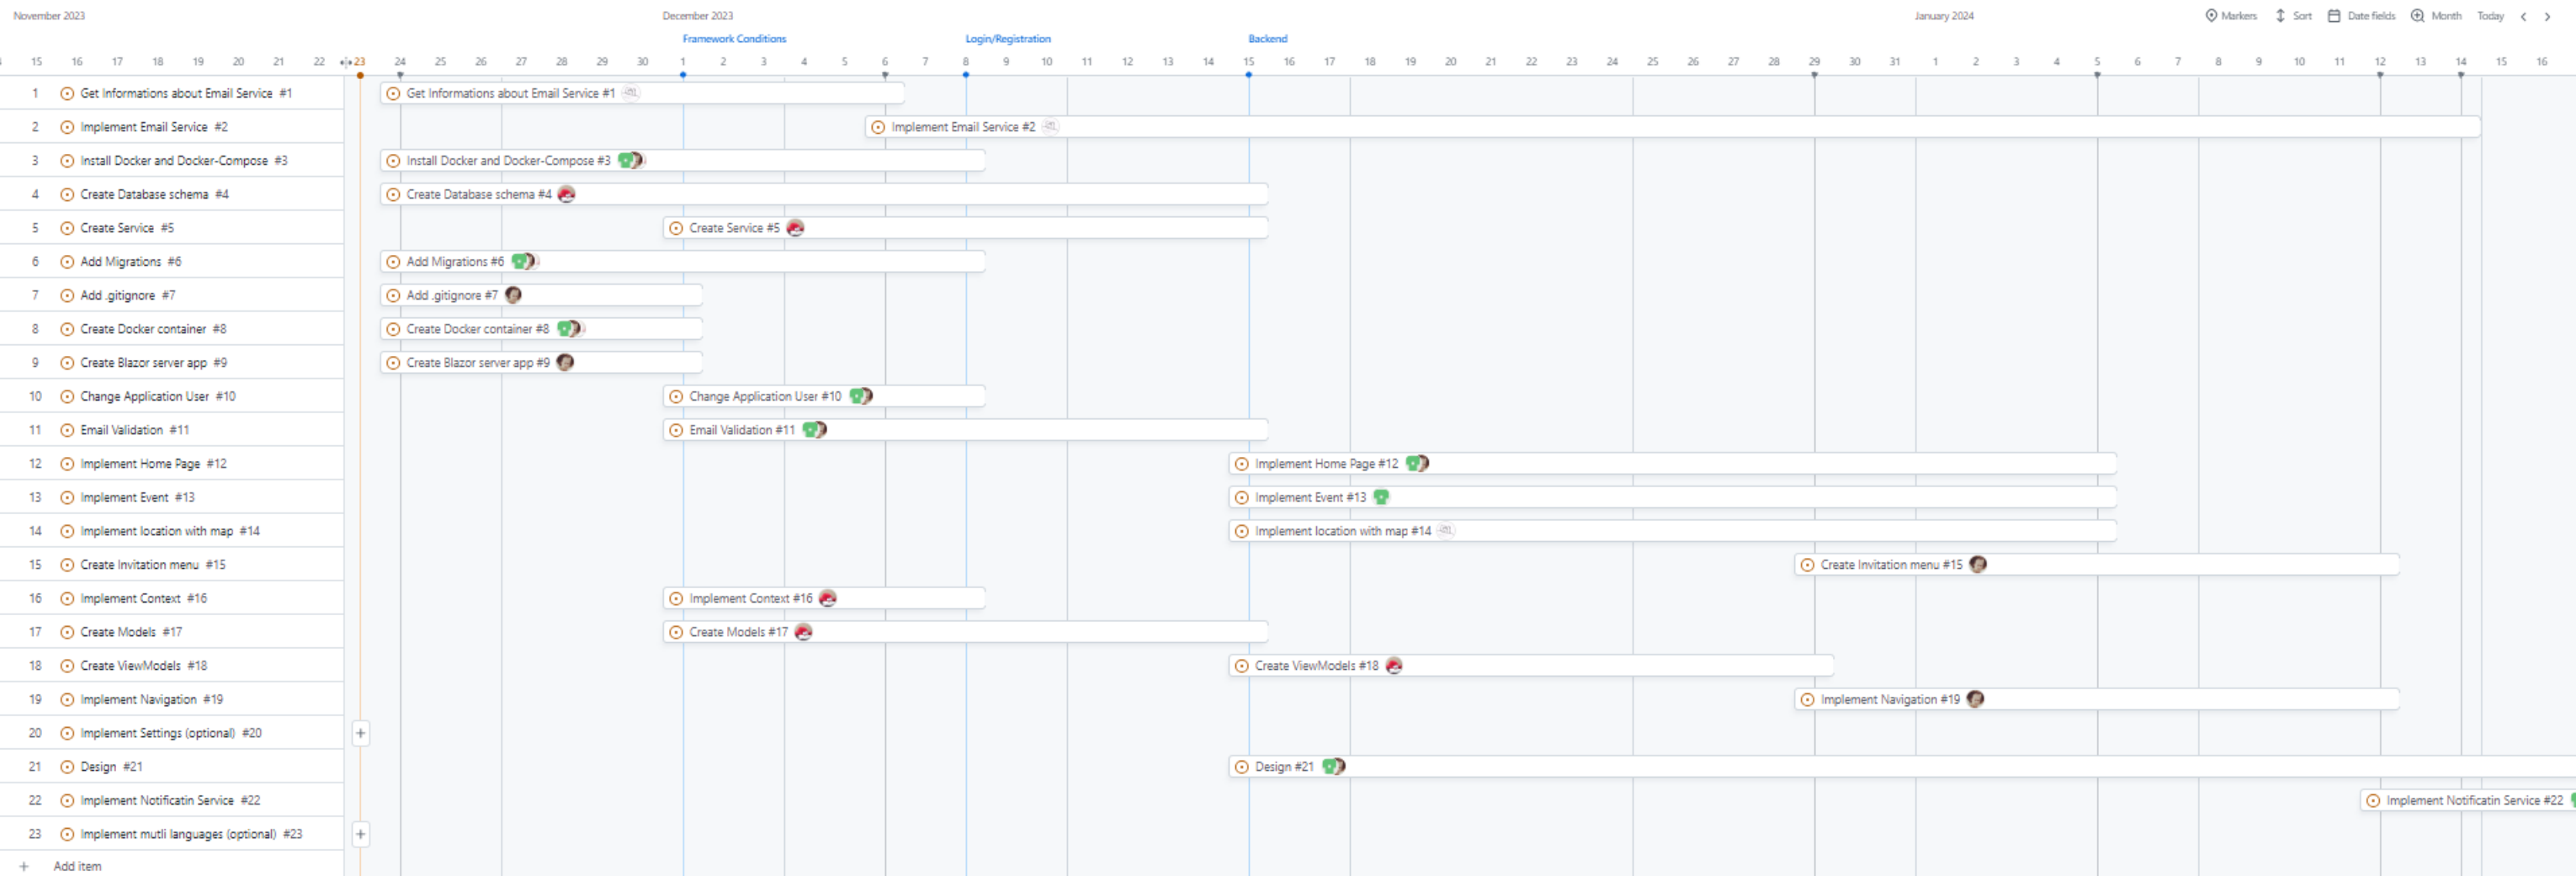 November 2023 December 2023 January 2024 Markers Sort Date fields Month Today
Framework Conditions Login/Registration Backend
15 16 17 18 19 20 21 22 23 24 25 26 27 28 29 30 1 2 3 4 5 6 7 8 9 10 11 12 13 14 15 16 17 18 19 20 21 22 23 24 25 26 27 28 29 30 31 1 2 3 4 5 6 7 8 9 10 11 12 13 14 15 16
1 Get Informations about Email Service #1 Get Informations about Email Service #1
2 Implement Email Service #2 Implement Email Service #2
3 Install Docker and Docker-Compose #3 Install Docker and Docker-Compose #3
4 Create Database schema #4 Create Database schema #4
5 Create Service #5 Create Service #5
6 Add Migrations #6 Add Migrations #6
7 Add .gitignore #7 Add .gitignore #7
8 Create Docker container #8 Create Docker container #8
9 Create Blazor server app #9 Create Blazor server app #9
10 Change Application User #10 Change Application User #10
11 Email Validation #11 Email Validation #11
12 Implement Home Page #12 Implement Home Page #12
13 Implement Event #13 Implement Event #13
14 Implement location with map #14 Implement location with map #14
15 Create Invitation menu #15 Create Invitation menu #15
16 Implement Context #16 Implement Context #16
17 Create Models #17 Create Models #17
18 Create ViewModels #18 Create ViewModels #18
19 Implement Navigation #19 Implement Navigation #19
20 Implement Settings (optional) #20
21 Design #21 Design #21
22 Implement Notificatin Service #22 Implement Notificatin Service #22
23 Implement mutli languages (optional) #23
Add item